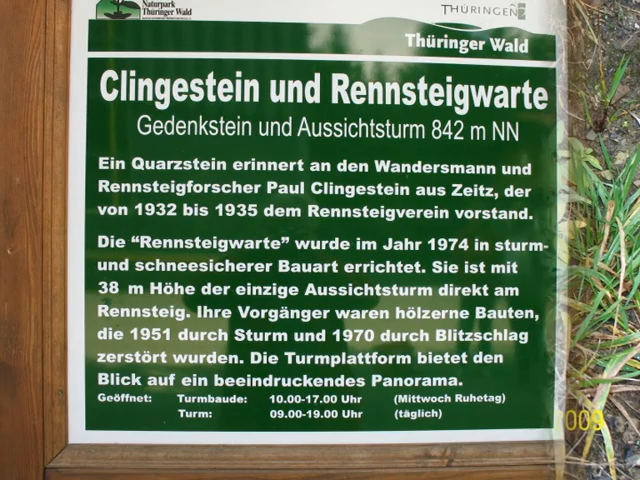 Naturpark
Thüringer Wald
THÜRINGEN
Thüringer Wald
Clingestein und Rennsteigwarte
Gedenkstein und Aussichtsturm 842 m NN
Ein Quarzstein erinnert an den Wandersmann und
Rennsteigforscher Paul Clingestein aus Zeitz, der
von 1932 bis 1935 dem Rennsteigverein vorstand.
Die “Rennsteigwarte” wurde im Jahr 1974 in sturm-
und schneesicherer Bauart errichtet. Sie ist mit
38 m Höhe der einzige Aussichtsturm direkt am
Rennsteig. Ihre Vorgänger waren hölzerne Bauten,
die 1951 durch Sturm und 1970 durch Blitzschlag
zerstört wurden. Die Turmplattform bietet den
Blick auf ein beeindruckendes Panorama.
Geöffnet: Turmbaude: 10.00-17.00 Uhr (Mittwoch Ruhetag)
Turm: 09.00-19.00 Uhr (täglich)
2009